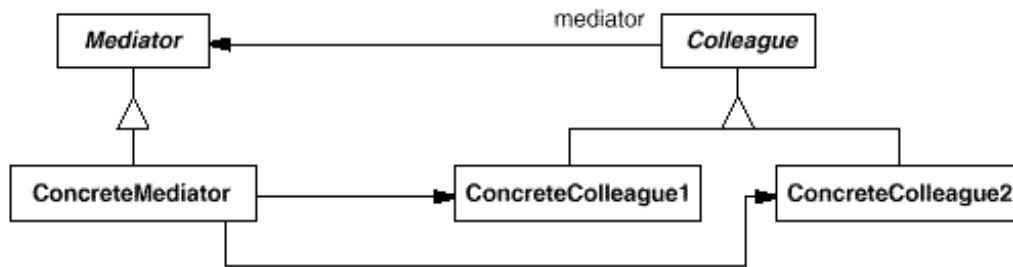 mediator
Mediator
Colleague
ConcreteMediator
ConcreteColleague1
ConcreteColleague2